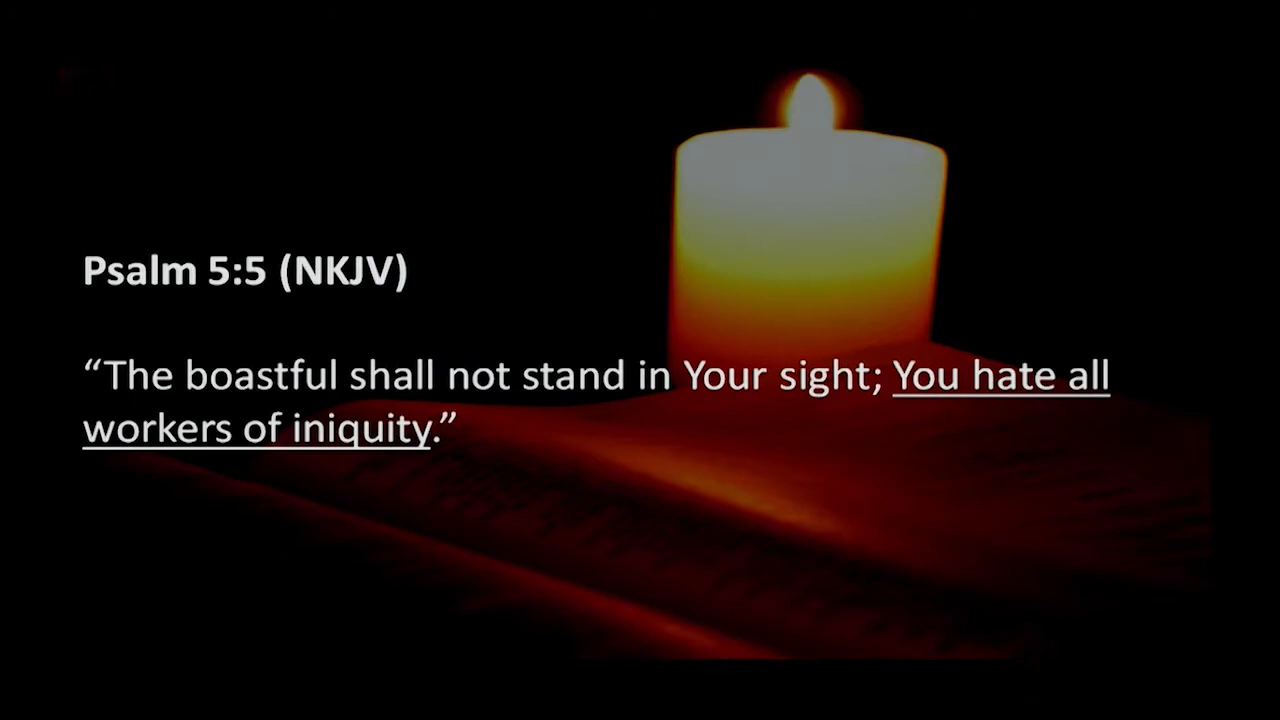 Psalm 5:5 (NKJV)
“The boastful shall not stand in Your sight; You hate all
workers of iniquity.”